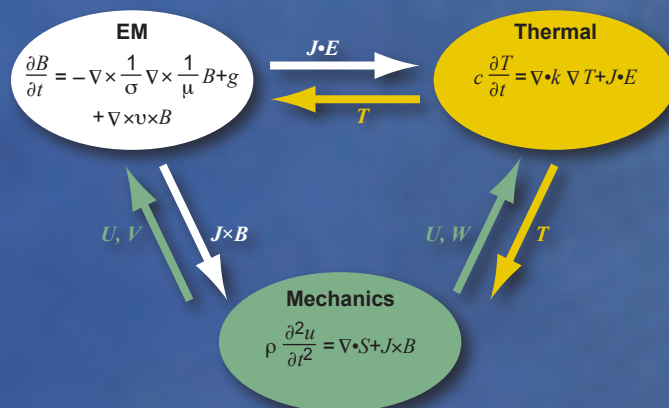 EM
∂B/∂t = −∇× 1/σ ∇× 1/μ B+g
+ ∇×υ×B
J•E
T
Thermal
c ∂T/∂t = ∇•k ∇T+J•E
U, V
J×B
U, W
T
Mechanics
ρ ∂²u/∂t² = ∇•S+J×B